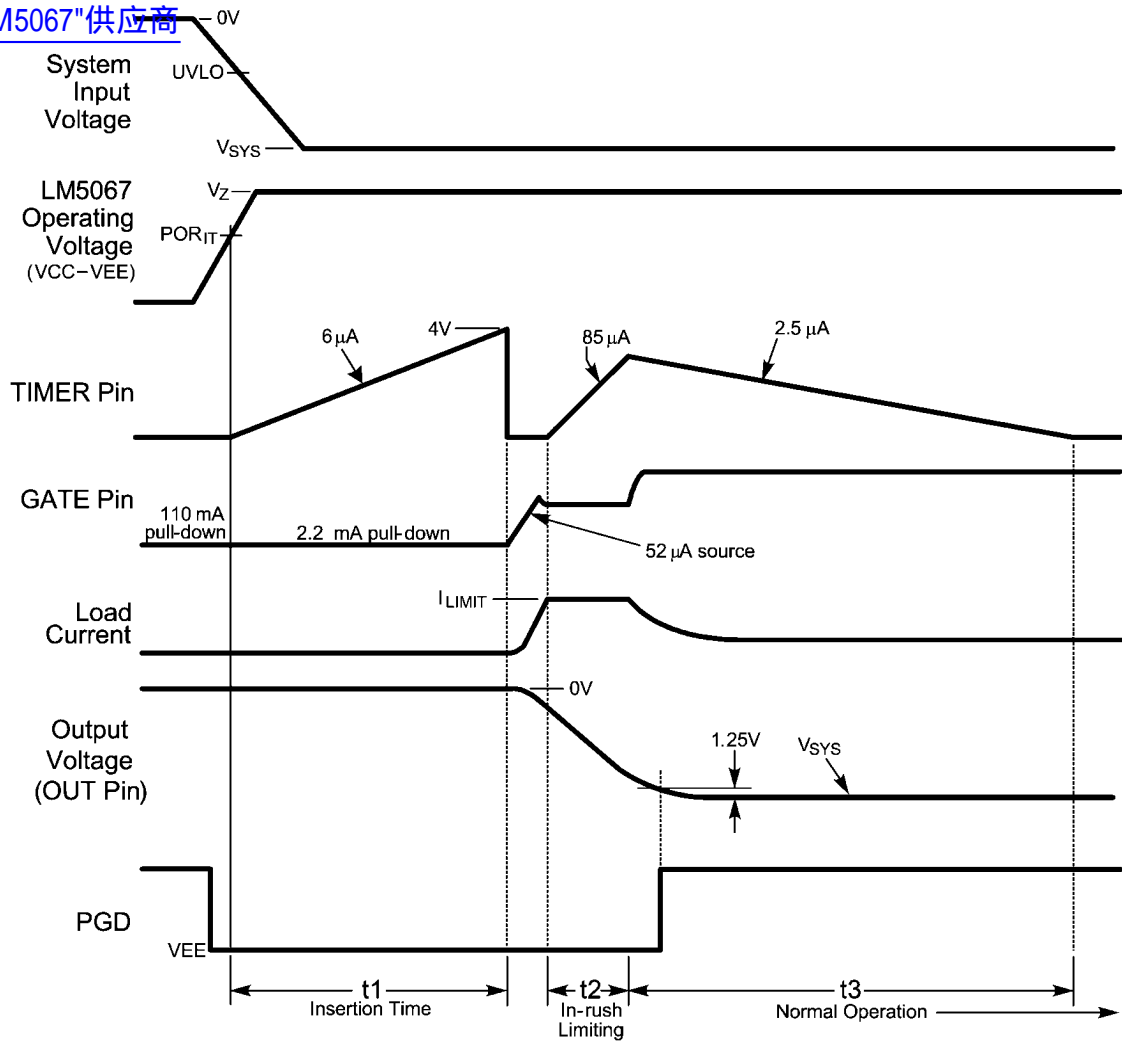 M5067"供应商
0V
System
Input
Voltage
UVLO
VSYS
LM5067
Operating
Voltage
(VCC−VEE)
VZ
PORIT
TIMER Pin
6 µA
4V
85 µA
2.5 µA
GATE Pin
110 mA
pull-down
2.2 mA pull-down
52 µA source
Load
Current
ILIMIT
Output
Voltage
(OUT Pin)
0V
1.25V
VSYS
PGD
VEE
t1
Insertion Time
t2
In-rush
Limiting
t3
Normal Operation